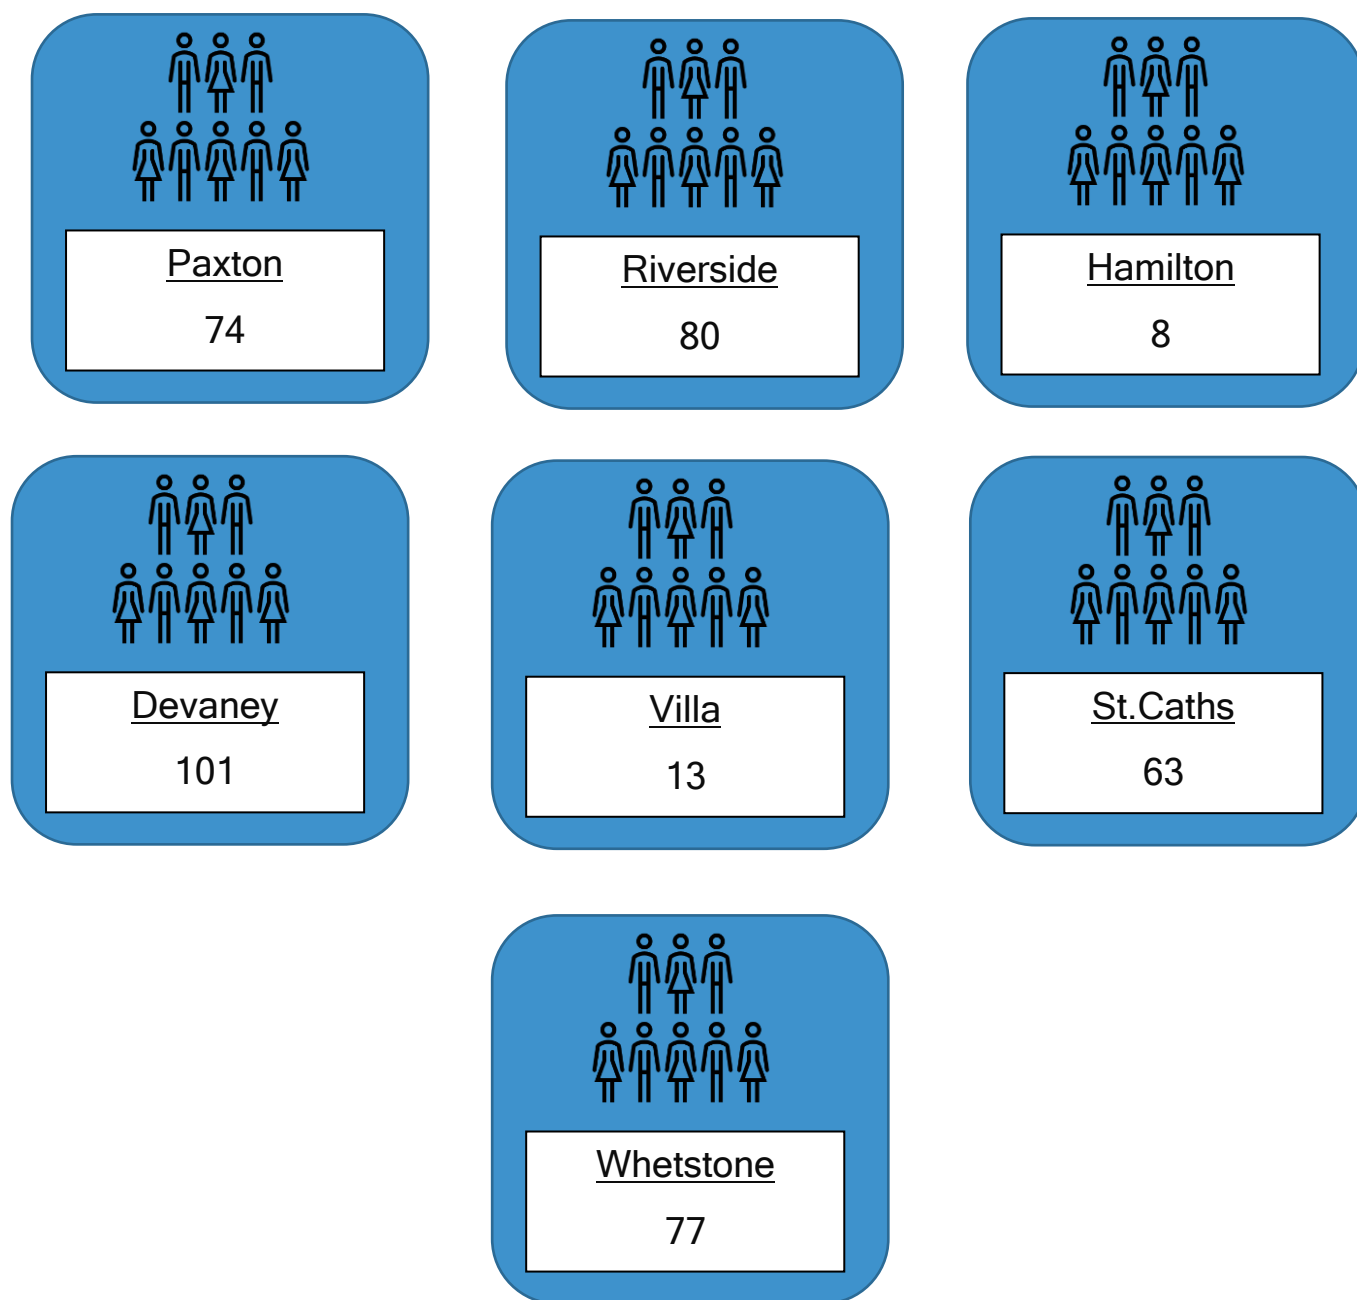 Paxton
74
Riverside
80
Hamilton
8
Devaney
101
Villa
13
St.Caths
63
Whetstone
77